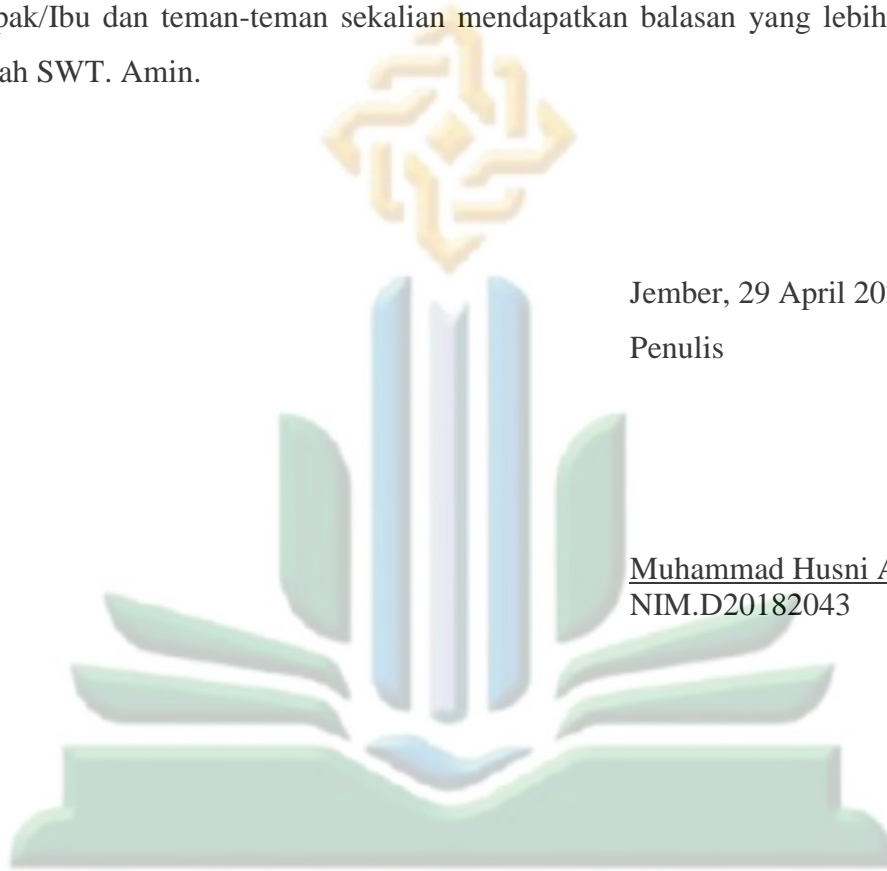 pak/Ibu dan teman-teman sekalian mendapatkan balasan yang lebih
ah SWT. Amin.
Jember, 29 April 20
Penulis
Muhammad Husni A
NIM.D20182043